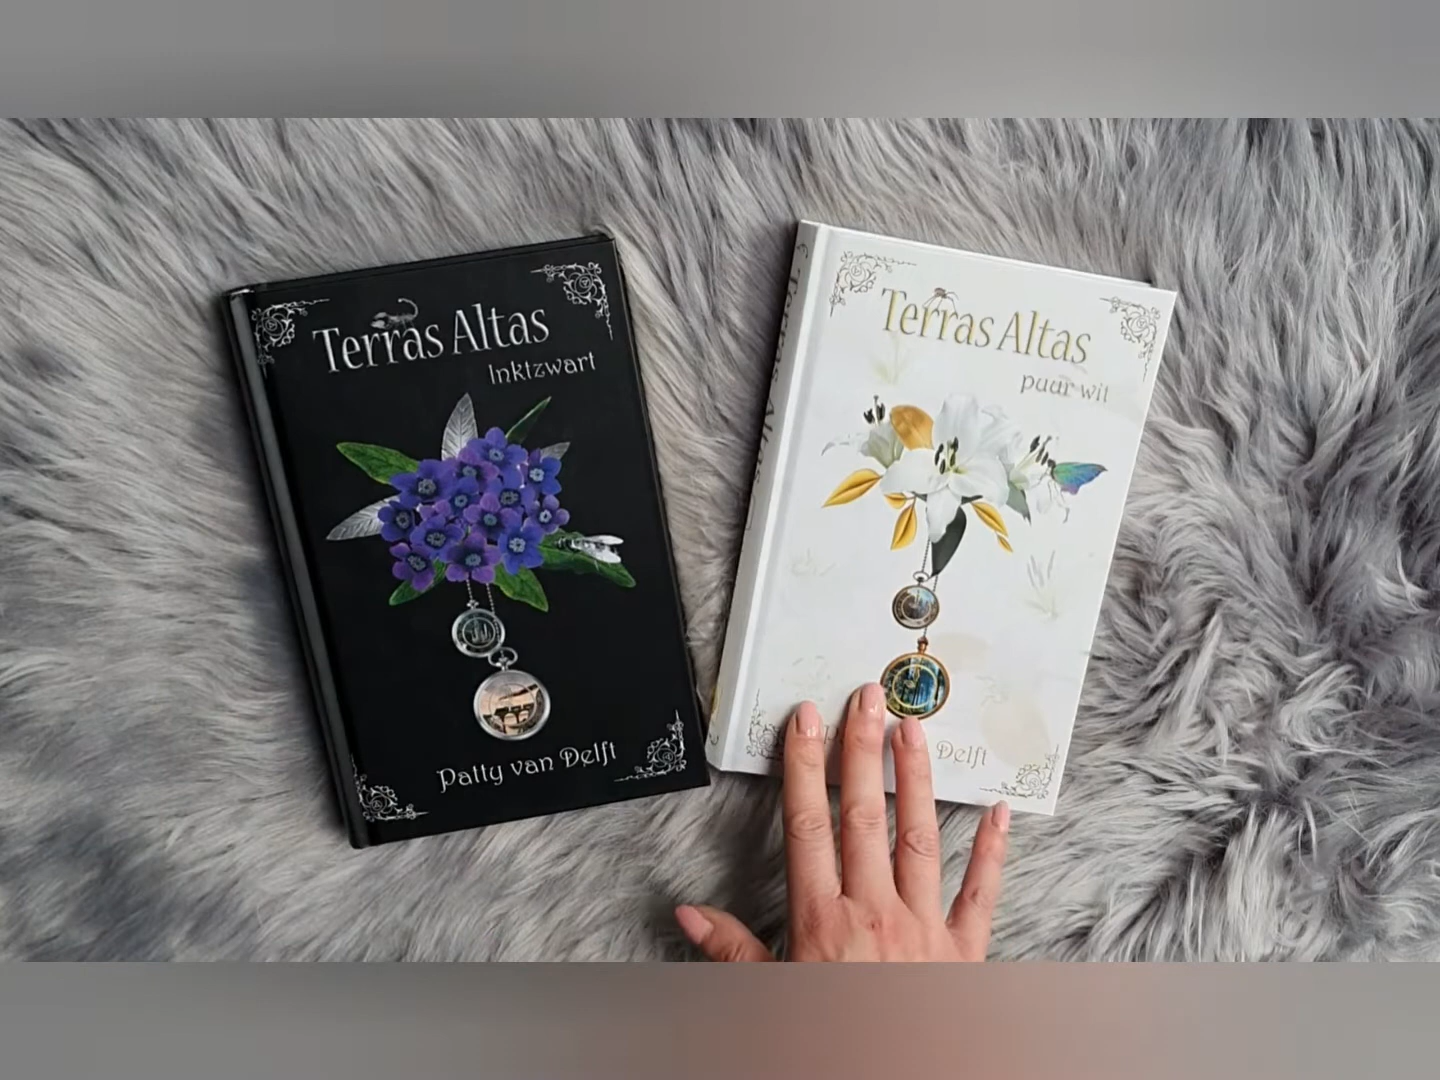 Terras Altas
Inktzwart
Patty van Delft
Terras Altas
puur wit
Delft